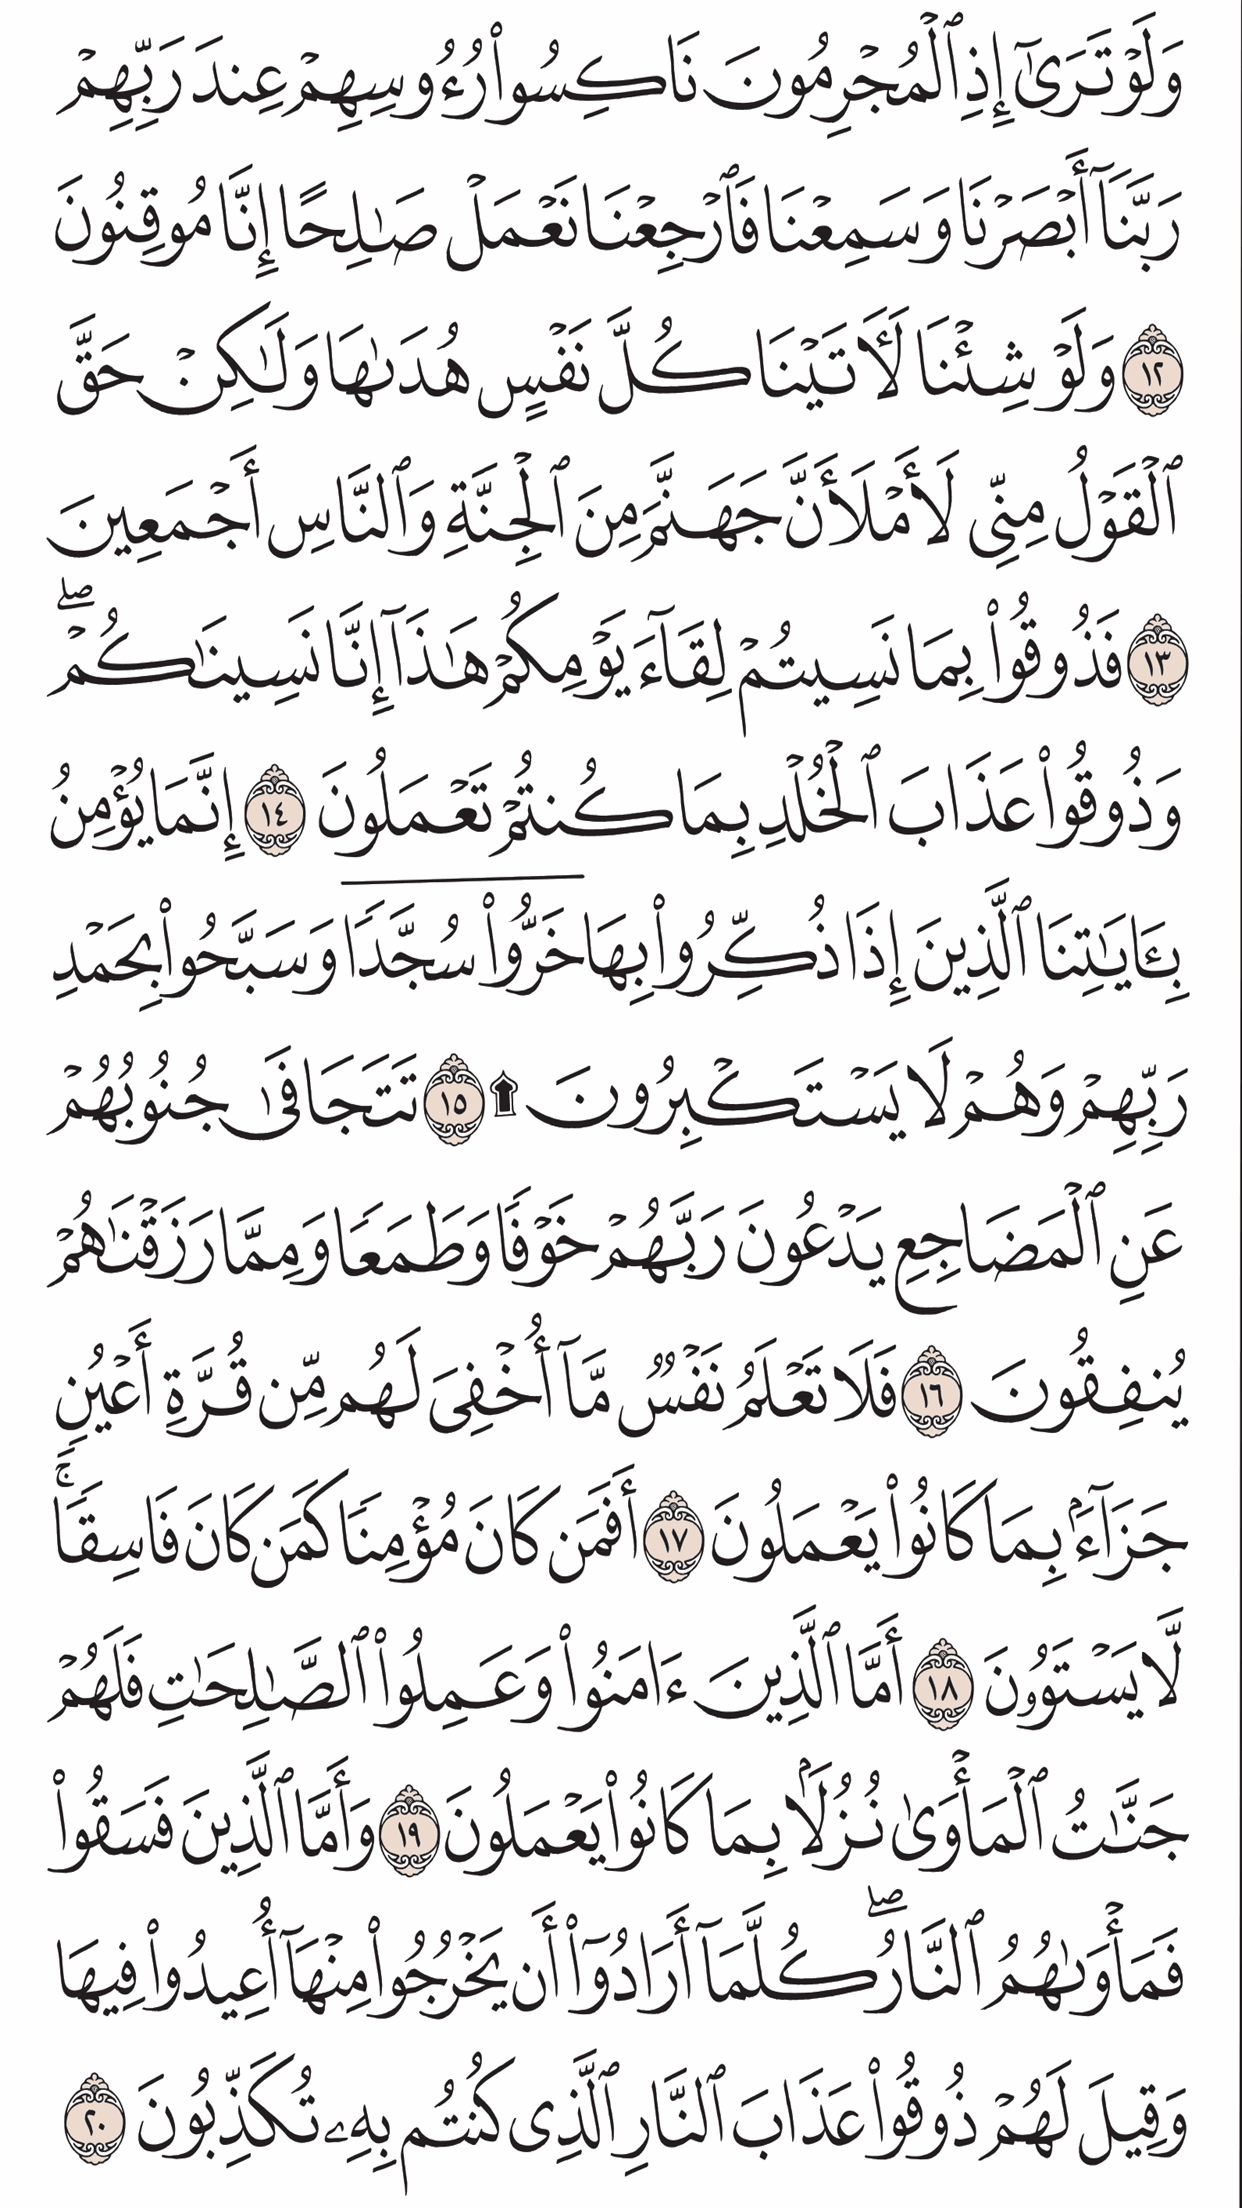 وَلَوْ تَرَىٰٓ إِذِ ٱلْمُجْرِمُونَ نَاكِسُوا۟ رُءُوسِهِمْ عِندَ رَبِّهِمْ
رَبَّنَآ أَبْصَرْنَا وَسَمِعْنَا فَٱرْجِعْنَا نَعْمَلْ صَٰلِحًا إِنَّا مُوقِنُونَ
١٢ وَلَوْ شِئْنَا لَـَٔاتَيْنَا كُلَّ نَفْسٍ هُدَىٰهَا وَلَٰكِنْ حَقَّ
ٱلْقَوْلُ مِنِّى لَأَمْلَأَنَّ جَهَنَّمَ مِنَ ٱلْجِنَّةِ وَٱلنَّاسِ أَجْمَعِينَ
١٣ فَذُوقُوا۟ بِمَا نَسِيتُمْ لِقَآءَ يَوْمِكُمْ هَٰذَآ إِنَّا نَسِينَٰكُمْ ۖ
وَذُوقُوا۟ عَذَابَ ٱلْخُلْدِ بِمَا كُنتُمْ تَعْمَلُونَ ١٤ إِنَّمَا يُؤْمِنُ
بِـَٔايَٰتِنَا ٱلَّذِينَ إِذَا ذُكِّرُوا۟ بِهَا خَرُّوا۟ سُجَّدًا وَسَبَّحُوا۟ بِحَمْدِ
رَبِّهِمْ وَهُمْ لَا يَسْتَكْبِرُونَ ۩ ١٥ تَتَجَافَىٰ جُنُوبُهُمْ
عَنِ ٱلْمَضَاجِعِ يَدْعُونَ رَبَّهُمْ خَوْفًا وَطَمَعًا وَمِمَّا رَزَقْنَٰهُمْ
يُنفِقُونَ ١٦ فَلَا تَعْلَمُ نَفْسٌ مَّآ أُخْفِىَ لَهُم مِّن قُرَّةِ أَعْيُنٍ
جَزَآءًۢ بِمَا كَانُوا۟ يَعْمَلُونَ ١٧ أَفَمَن كَانَ مُؤْمِنًا كَمَن كَانَ فَاسِقًا ۚ
لَّا يَسْتَوُۥنَ ١٨ أَمَّا ٱلَّذِينَ ءَامَنُوا۟ وَعَمِلُوا۟ ٱلصَّٰلِحَٰتِ فَلَهُمْ
جَنَّٰتُ ٱلْمَأْوَىٰ نُزُلًۢا بِمَا كَانُوا۟ يَعْمَلُونَ ١٩ وَأَمَّا ٱلَّذِينَ فَسَقُوا۟
فَمَأْوَىٰهُمُ ٱلنَّارُ ۖ كُلَّمَآ أَرَادُوٓا۟ أَن يَخْرُجُوا۟ مِنْهَآ أُعِيدُوا۟ فِيهَا
وَقِيلَ لَهُمْ ذُوقُوا۟ عَذَابَ ٱلنَّارِ ٱلَّذِى كُنتُم بِهِۦ تُكَذِّبُونَ ٢٠